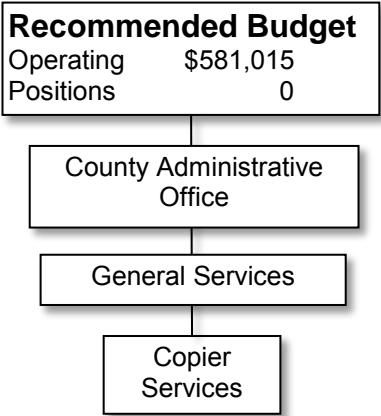 Recommended Budget
Operating $581,015
Positions 0
County Administrative
Office
General Services
Copier
Services